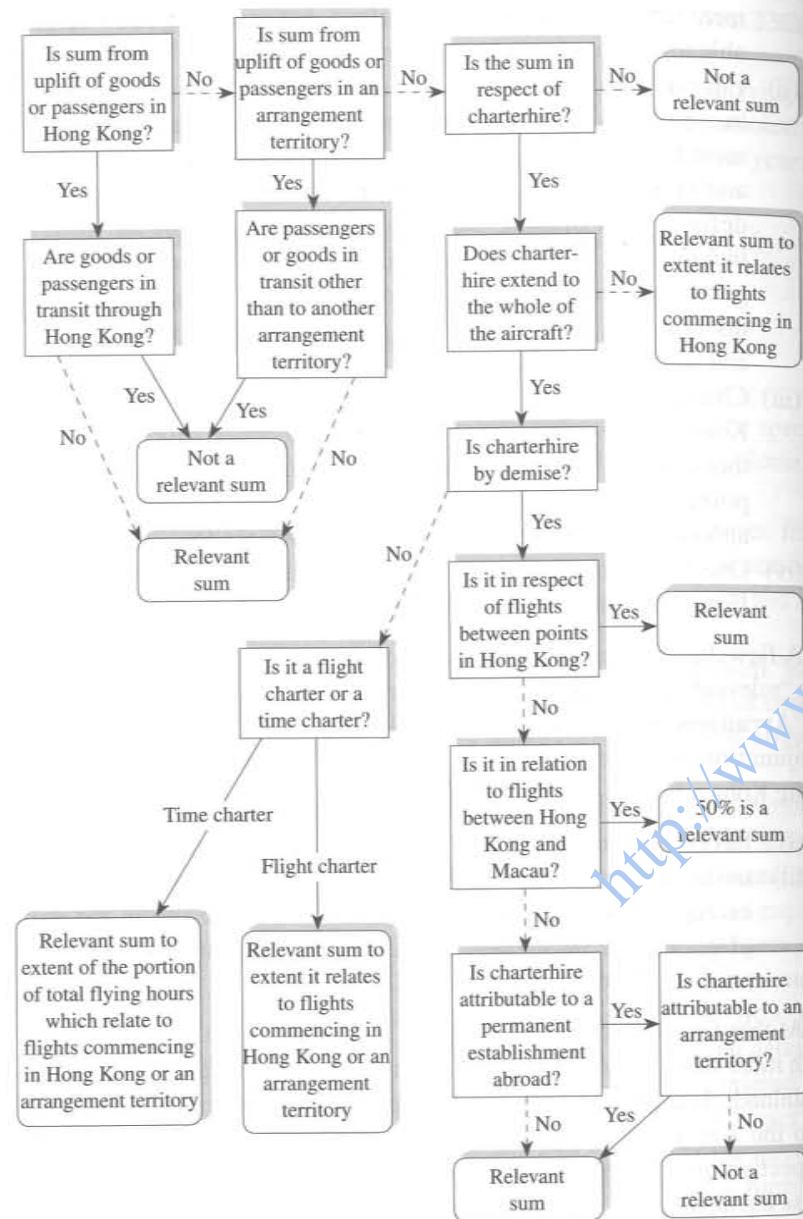 Is sum from
uplift of goods
or passengers in
Hong Kong?
No
Is sum from
uplift of goods or
passengers in an
arrangement
territory?
No
Is the sum in
respect of
charterhire?
No
Not a
relevant sum
Yes
Yes
Yes
Are goods or
passengers in
transit through
Hong Kong?
Are passengers
or goods in
transit other
than to another
arrangement
territory?
Does charter-
hire extend to
the whole of
the aircraft?
No
Relevant sum to
extent it relates
to flights
commencing in
Hong Kong
No
Yes
Yes
No
Yes
Not a
relevant sum
Relevant
sum
Is charterhire
by demise?
No
Yes
Is it in respect
of flights
between points
in Hong Kong?
Yes
Relevant
sum
Is it a flight
charter or a
time charter?
No
Time charter
Flight charter
Is it in relation
to flights
between Hong
Kong and
Macau?
Yes
50% is a
relevant sum
No
Relevant sum to
extent of the portion
of total flying hours
which relate to
flights commencing
in Hong Kong or an
arrangement territory
Relevant sum to
extent it relates
to flights
commencing in
Hong Kong or an
arrangement
territory
Is charterhire
attributable to a
permanent
establishment
abroad?
Yes
Is charterhire
attributable to an
arrangement
territory?
No
Yes
No
Relevant
sum
Not a
relevant sum
http://www